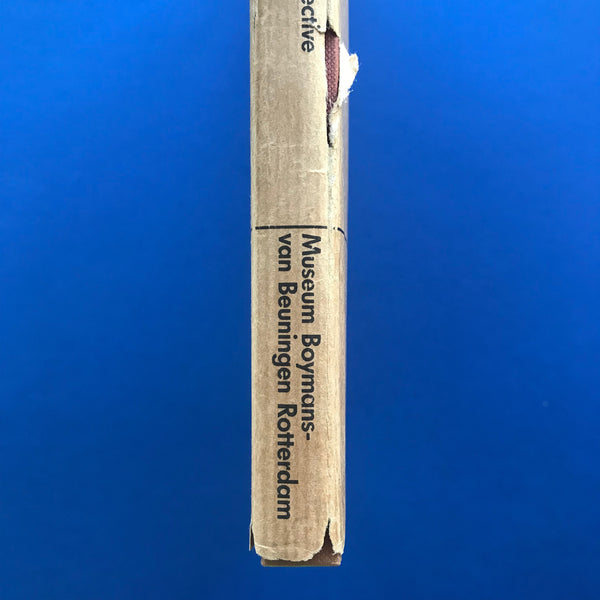 ective
Museum Boymans-
van Beuningen Rotterdam